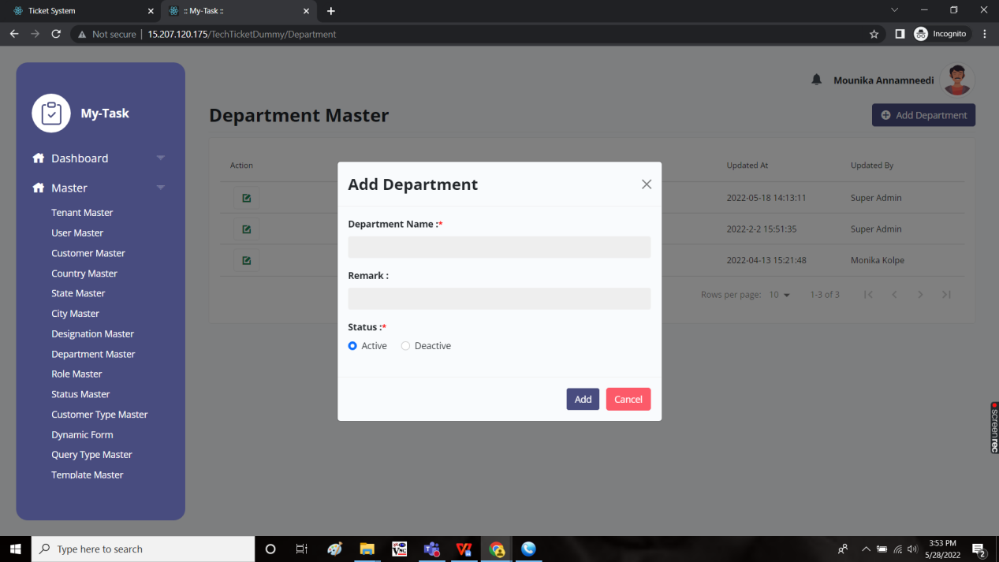 Ticket System
:: My-Task ::
Not secure | 15.207.120.175/TechTicketDummy/Department
Incognito
Mounika Annamneedi
My-Task
Department Master
Add Department
Dashboard
Master
Tenant Master
User Master
Customer Master
Country Master
State Master
City Master
Designation Master
Department Master
Role Master
Status Master
Customer Type Master
Dynamic Form
Query Type Master
Template Master
Action
Updated At
Updated By
2022-05-18 14:13:11
Super Admin
2022-2-2 15:51:35
Super Admin
2022-04-13 15:21:48
Monika Kolpe
Rows per page: 10
1-3 of 3
Add Department
Department Name :*
Remark :
Status :*
Active
Deactive
Add
Cancel
screenrec
Type here to search
3:53 PM
5/28/2022
2